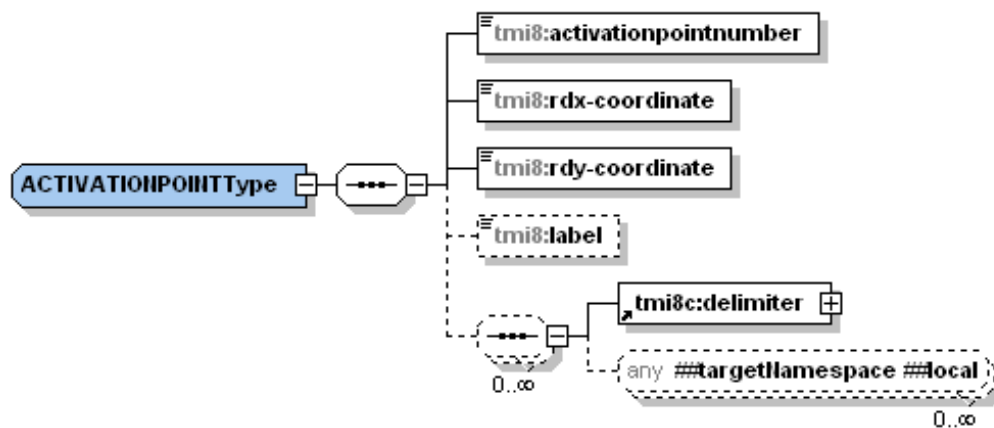 tmi8:activationpointnumber
tmi8:rdx-coordinate
ACTIVATIONPOINTType
tmi8:rdy-coordinate
tmi8:label
tmi8c:delimiter
any ##targetNamespace ##local
0..∞
0..∞